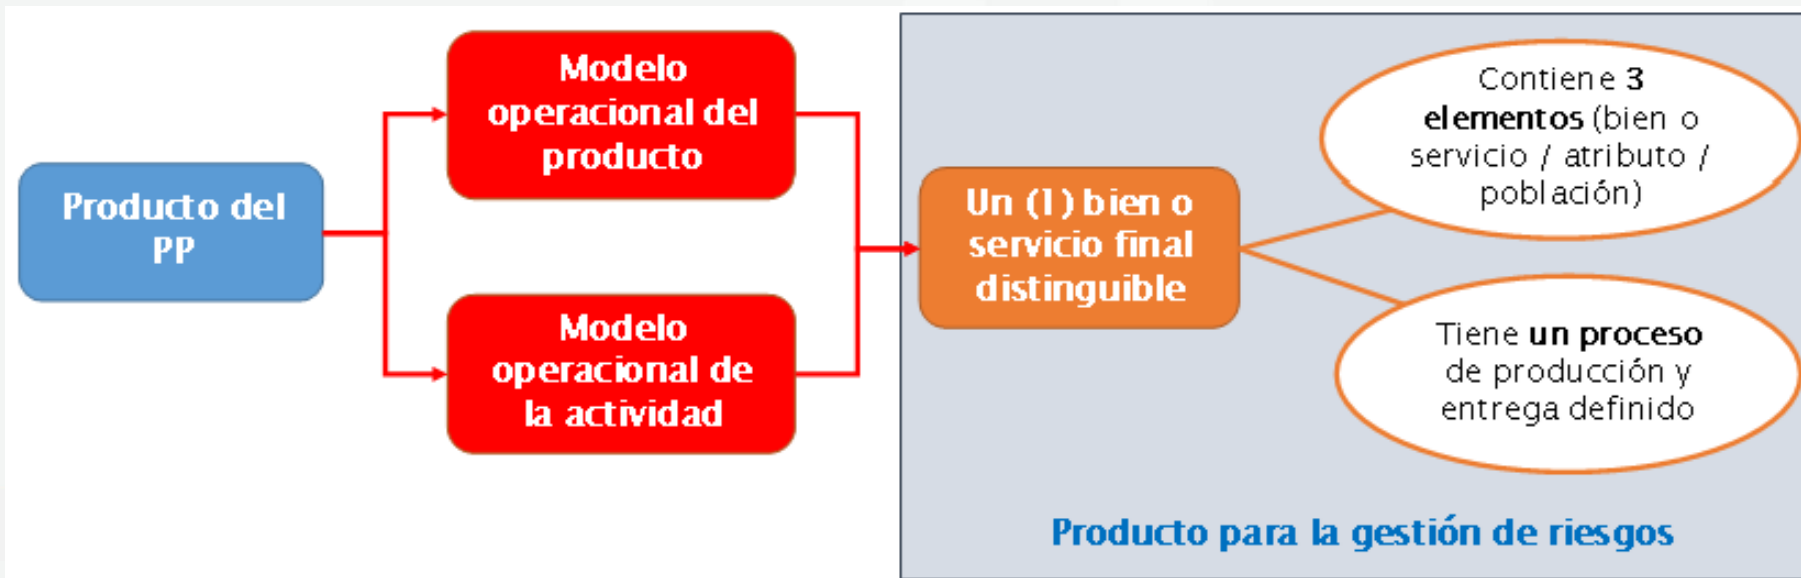 Producto del
PP
Modelo
operacional del
producto
Modelo
operacional de
la actividad
Un (1) bien o
servicio final
distinguible
Contiene 3
elementos (bien o
servicio / atributo /
población)
Tiene un proceso
de producción y
entrega definido
Producto para la gestión de riesgos